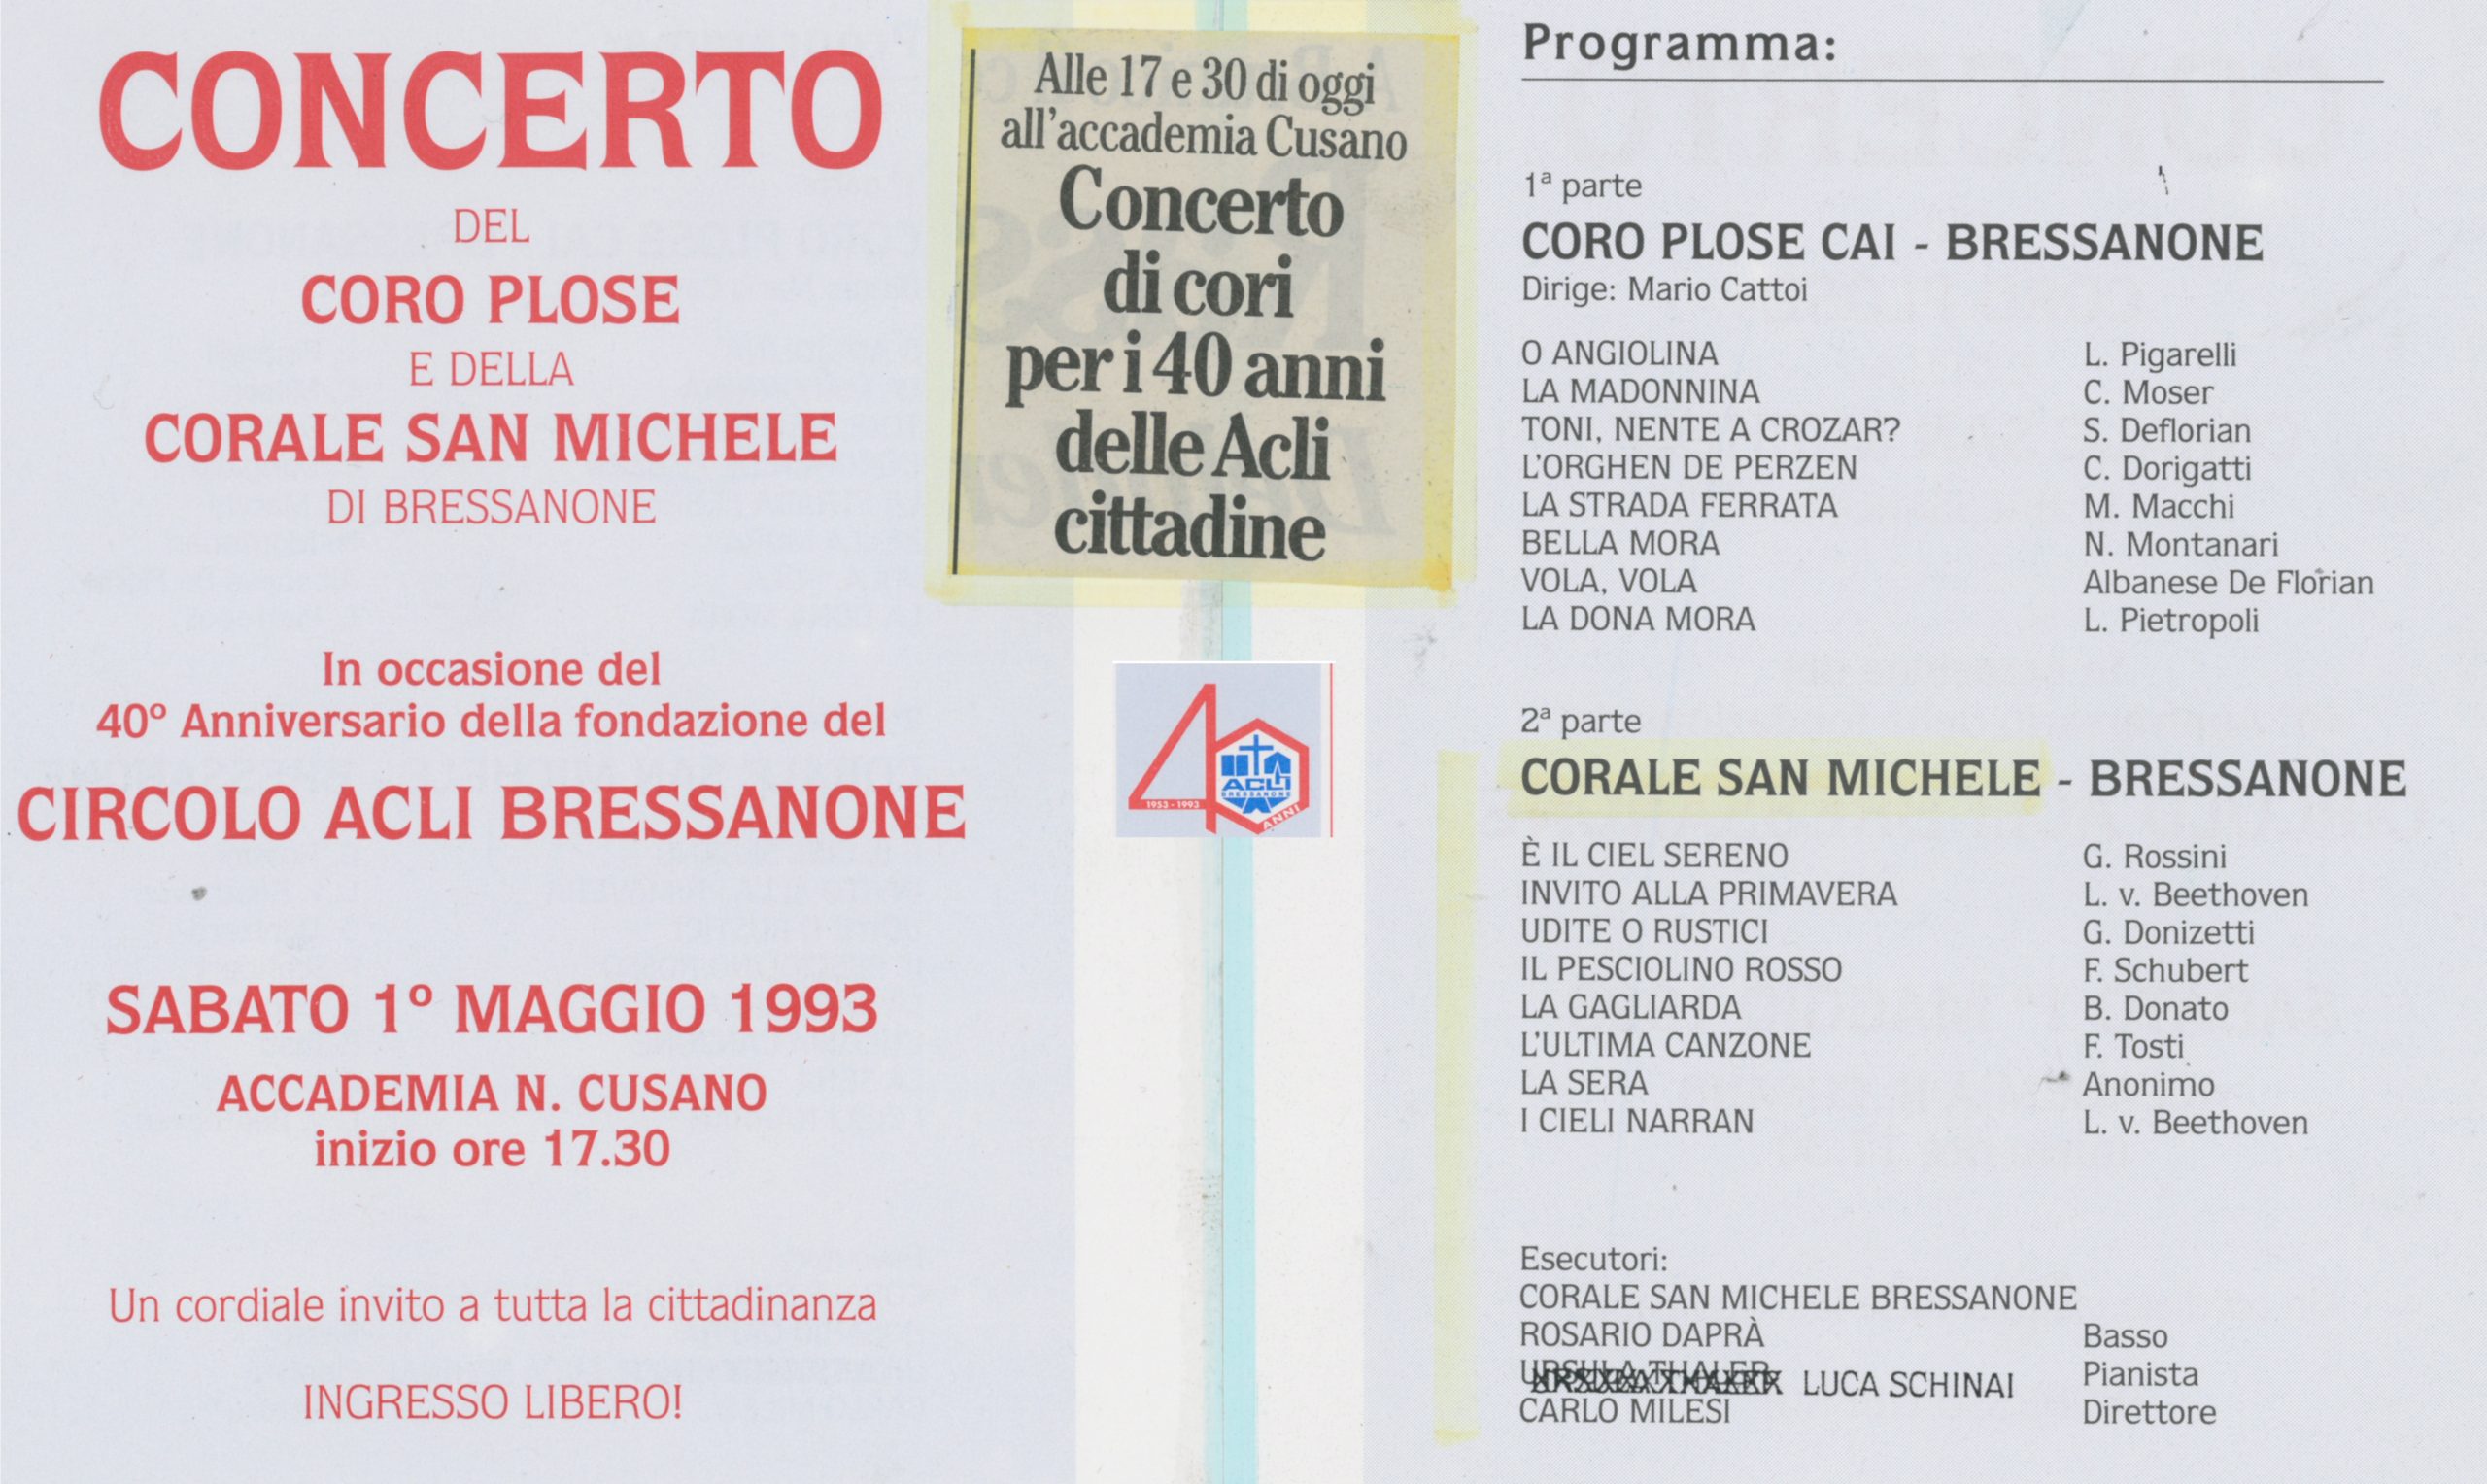 CONCERTO
DEL
CORO PLOSE
E DELLA
CORALE SAN MICHELE
DI BRESSANONE
In occasione del
40º Anniversario della fondazione del
CIRCOLO ACLI BRESSANONE
SABATO 1º MAGGIO 1993
ACCADEMIA N. CUSANO
inizio ore 17.30
Un cordiale invito a tutta la cittadinanza
INGRESSO LIBERO!
Alle 17 e 30 di oggi
all'accademia Cusano
Concerto
di cori
per i 40 anni
delle Acli
cittadine
40
ACLI
BRESSANONE
1953 - 1993
ANNI
Programma:
1ª parte
CORO PLOSE CAI - BRESSANONE
Dirige: Mario Cattoi
O ANGIOLINA L. Pigarelli
LA MADONNINA C. Moser
TONI, NENTE A CROZAR? S. Deflorian
L'ORGHEN DE PERZEN C. Dorigatti
LA STRADA FERRATA M. Macchi
BELLA MORA N. Montanari
VOLA, VOLA Albanese De Florian
LA DONA MORA L. Pietropoli
2ª parte
CORALE SAN MICHELE - BRESSANONE
È IL CIEL SERENO G. Rossini
INVITO ALLA PRIMAVERA L. v. Beethoven
UDITE O RUSTICI G. Donizetti
IL PESCIOLINO ROSSO F. Schubert
LA GAGLIARDA B. Donato
L'ULTIMA CANZONE F. Tosti
LA SERA Anonimo
I CIELI NARRAN L. v. Beethoven
Esecutori:
CORALE SAN MICHELE BRESSANONE
ROSARIO DAPRÀ Basso
URSULA THALER LUCA SCHINAI Pianista
CARLO MILESI Direttore